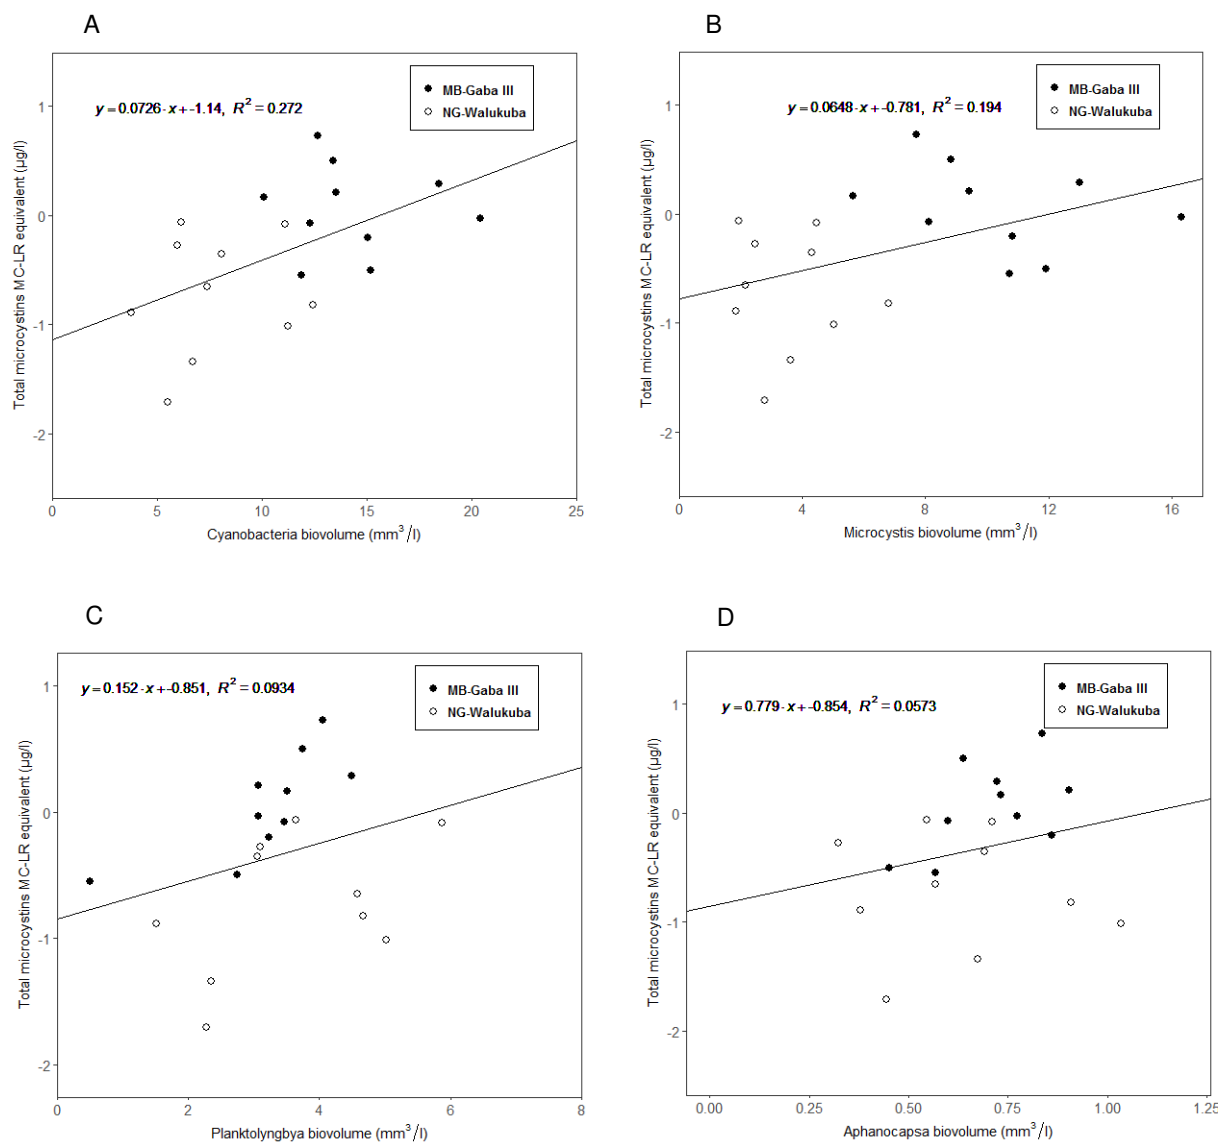 A
y = 0.0726 · x + -1.14, R² = 0.272
MB-Gaba III
NG-Walukuba
Total microcystins MC-LR equivalent (µg/l)
1
0
-1
-2
0 5 10 15 20 25
Cyanobacteria biovolume (mm³/l)
B
y = 0.0648 · x + -0.781, R² = 0.194
MB-Gaba III
NG-Walukuba
Total microcystins MC-LR equivalent (µg/l)
1
0
-1
-2
0 4 8 12 16
Microcystis biovolume (mm³/l)
C
y = 0.152 · x + -0.851, R² = 0.0934
MB-Gaba III
NG-Walukuba
Total microcystins MC-LR equivalent (µg/l)
1
0
-1
-2
0 2 4 6 8
Planktolyngbya biovolume (mm³/l)
D
y = 0.779 · x + -0.854, R² = 0.0573
MB-Gaba III
NG-Walukuba
Total microcystins MC-LR equivalent (µg/l)
1
0
-1
-2
0.00 0.25 0.50 0.75 1.00 1.25
Aphanocapsa biovolume (mm³/l)